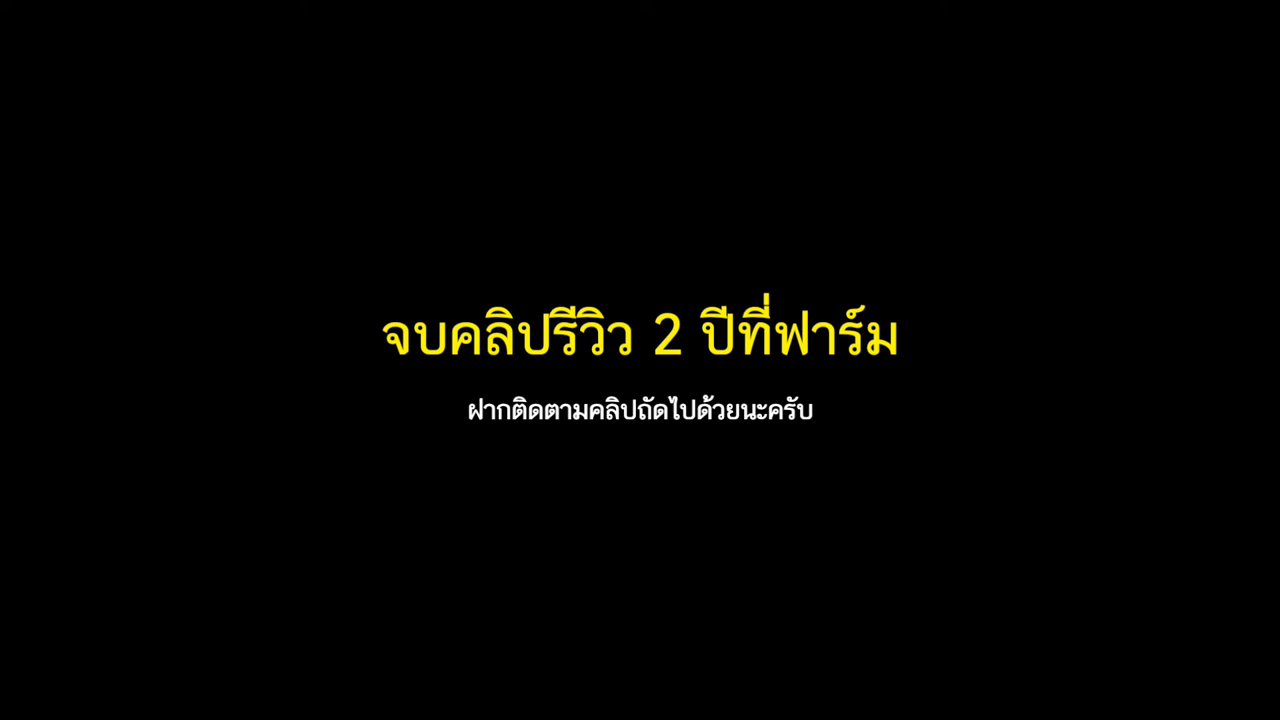 จบคลิปรีวิว 2 ปีที่ฟาร์ม
ฝากติดตามคลิปถัดไปด้วยนะครับ